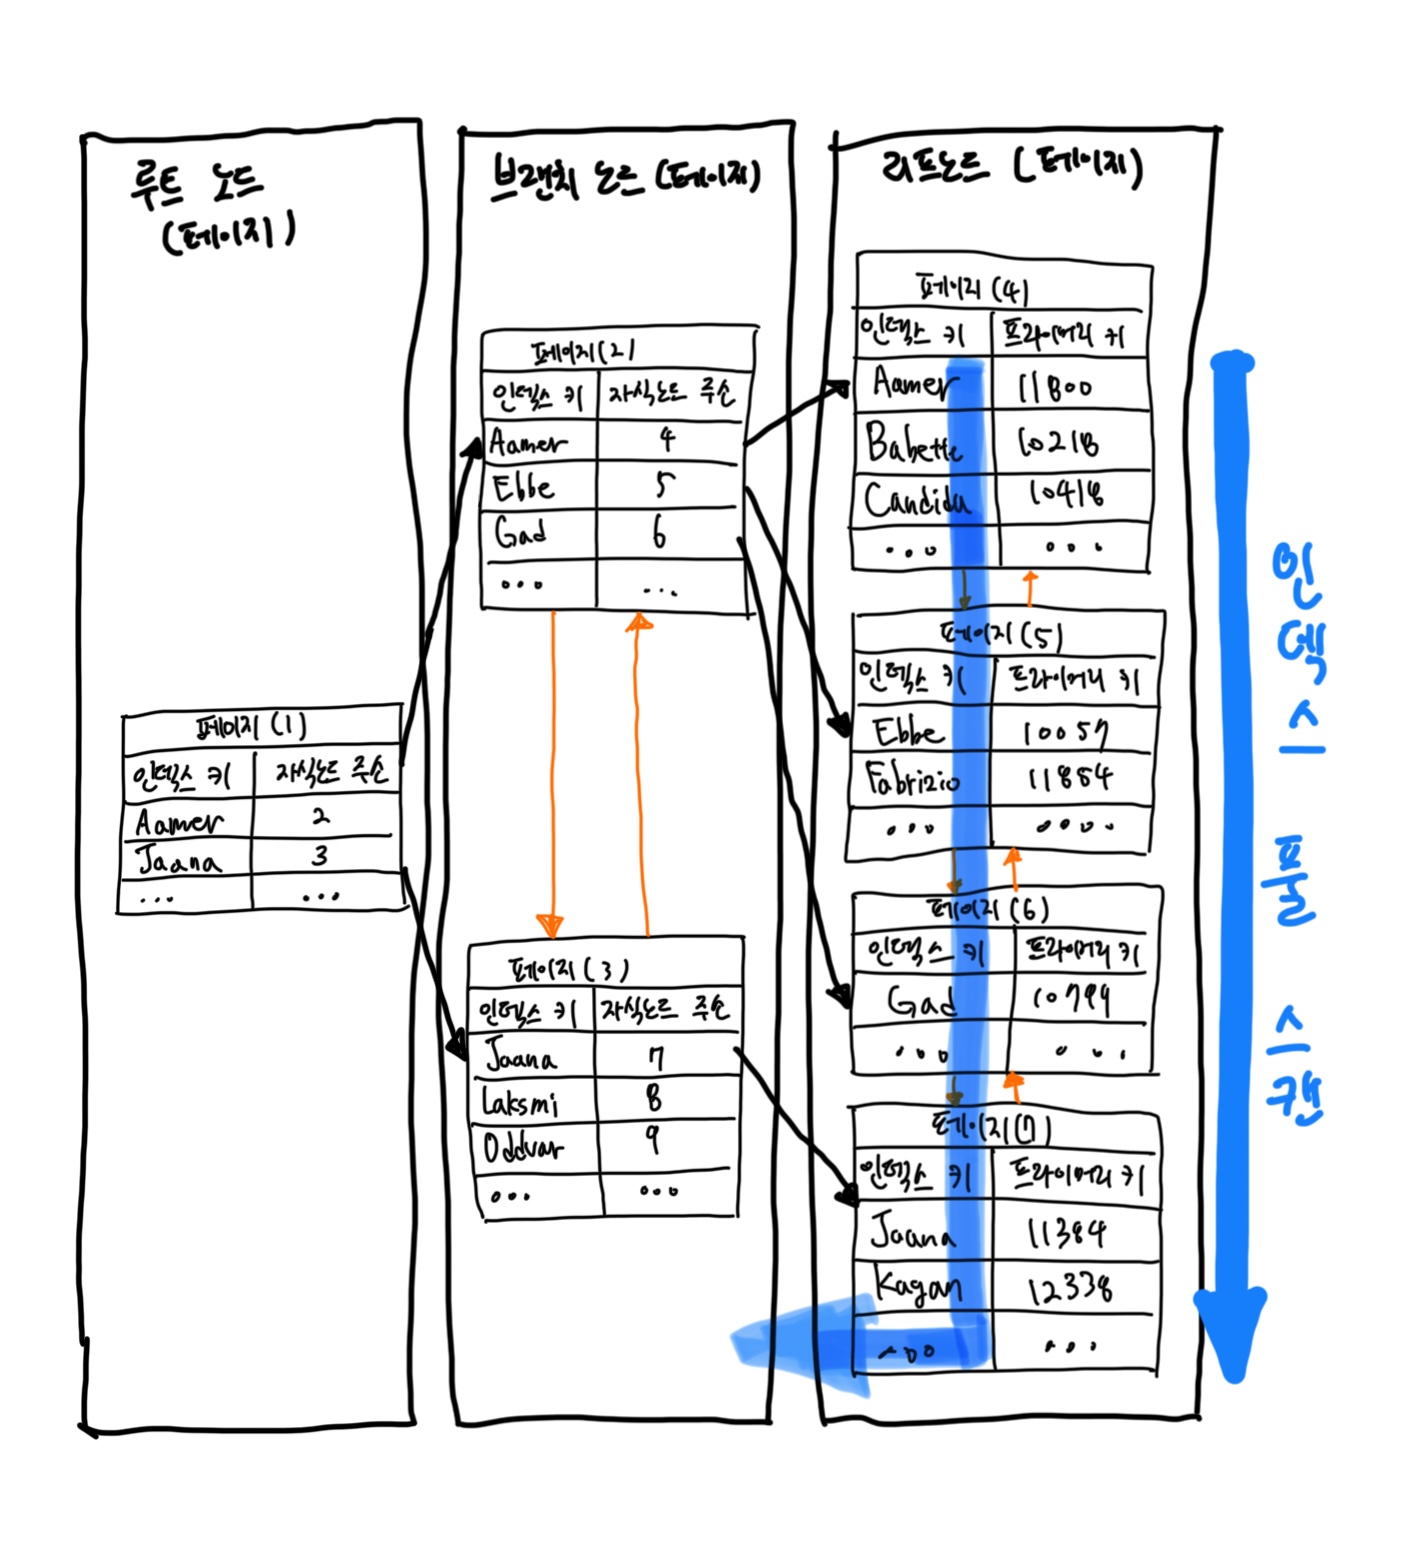 루트 노드
(페이지)
페이지(1)
인덱스 키 자식노드 주소
Aamer 2
Jaana 3
... ...
브랜치 노드 (페이지)
페이지(2)
인덱스 키 자식노드 주소
Aamer 4
Ebbe 5
Gad 6
... ...
페이지(3)
인덱스 키 자식노드 주소
Jaana 7
Laksmi 8
Oddvar 9
... ...
리프노드 (페이지)
페이지(4)
인덱스 키 프라이머리 키
Aamer 11800
Babette 10218
Candida 10418
... ...
페이지(5)
인덱스 키 프라이머리 키
Ebbe 10057
Fabrizio 11884
... ....
페이지(6)
인덱스 키 프라이머리 키
Gad 10799
... ...
페이지(7)
인덱스 키 프라이머리 키
Jaana 11384
Kagan 12338
... ...
인덱스 풀 스캔